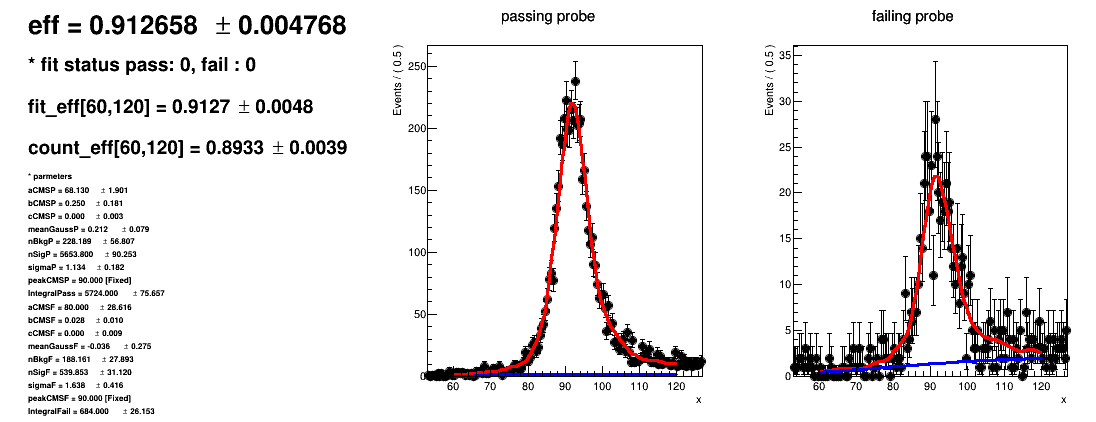 eff = 0.912658 ± 0.004768
* fit status pass: 0, fail : 0
fit_eff[60,120] = 0.9127 ± 0.0048
count_eff[60,120] = 0.8933 ± 0.0039
* parmeters
aCMSP = 68.130 ± 1.901
bCMSP = 0.250 ± 0.181
cCMSP = 0.000 ± 0.003
meanGaussP = 0.212 ± 0.079
nBkgP = 228.189 ± 56.807
nSigP = 5653.800 ± 90.253
sigmaP = 1.134 ± 0.182
peakCMSP = 90.000 [Fixed]
IntegralPass = 5724.000 ± 75.657
aCMSF = 80.000 ± 28.616
bCMSF = 0.028 ± 0.010
cCMSF = 0.000 ± 0.009
meanGaussF = -0.036 ± 0.275
nBkgF = 188.161 ± 27.893
nSigF = 539.853 ± 31.120
sigmaF = 1.638 ± 0.416
peakCMSF = 90.000 [Fixed]
IntegralFail = 684.000 ± 26.153
passing probe
Events / ( 0.5 )
250
200
150
100
50
0
60 70 80 90 100 110 120
x
failing probe
Events / ( 0.5 )
35
30
25
20
15
10
5
0
60 70 80 90 100 110 120
x